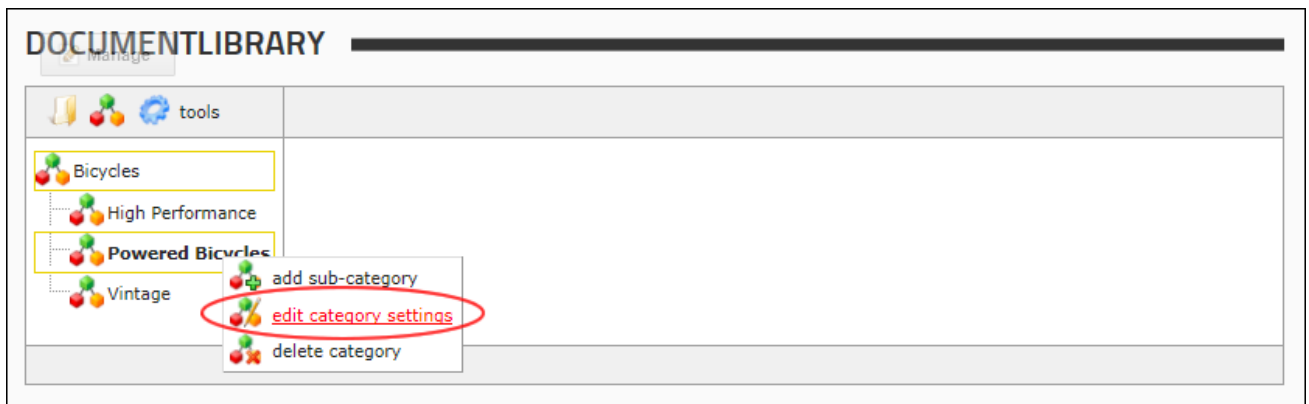 DOCUMENTLIBRARY
Manage
tools
Bicycles
High Performance
Powered Bicycles
add sub-category
Vintage
edit category settings
delete category